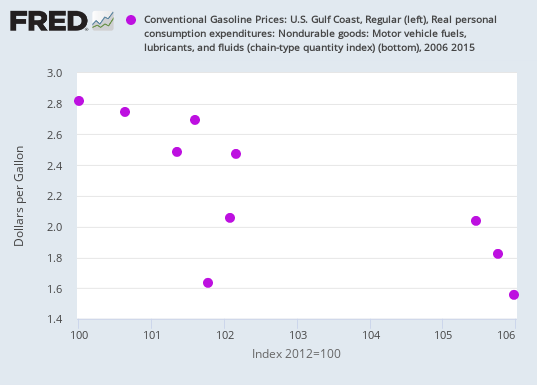 FRED
Conventional Gasoline Prices: U.S. Gulf Coast, Regular (left), Real personal
consumption expenditures: Nondurable goods: Motor vehicle fuels,
lubricants, and fluids (chain-type quantity index) (bottom), 2006 2015
3.0
2.8
2.6
2.4
2.2
2.0
1.8
1.6
1.4
Dollars per Gallon
100 101 102 103 104 105 106
Index 2012=100